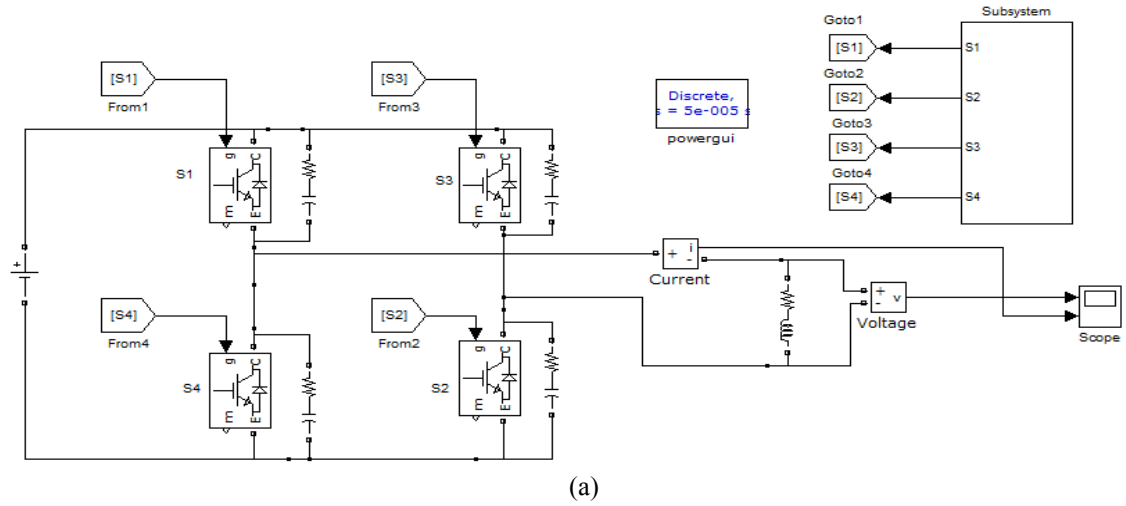 Subsystem
Goto1
[S1]
S1
Goto2
[S2]
S2
Goto3
[S3]
S3
Goto4
[S4]
S4
[S1]
From1
[S3]
From3
Discrete,
s = 5e-005 s
powergui
S1
g
C
m
E
S3
g
C
m
E
+
Current
+
-
i
Voltage
+
-
v
Scope
[S4]
From4
[S2]
From2
S4
g
C
m
E
S2
g
C
m
E
(a)